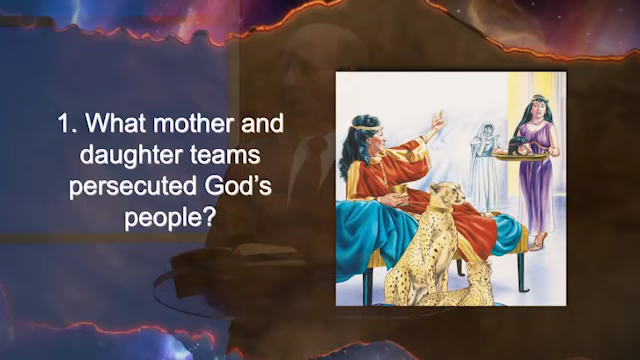 1. What mother and
daughter teams
persecuted God's
people?